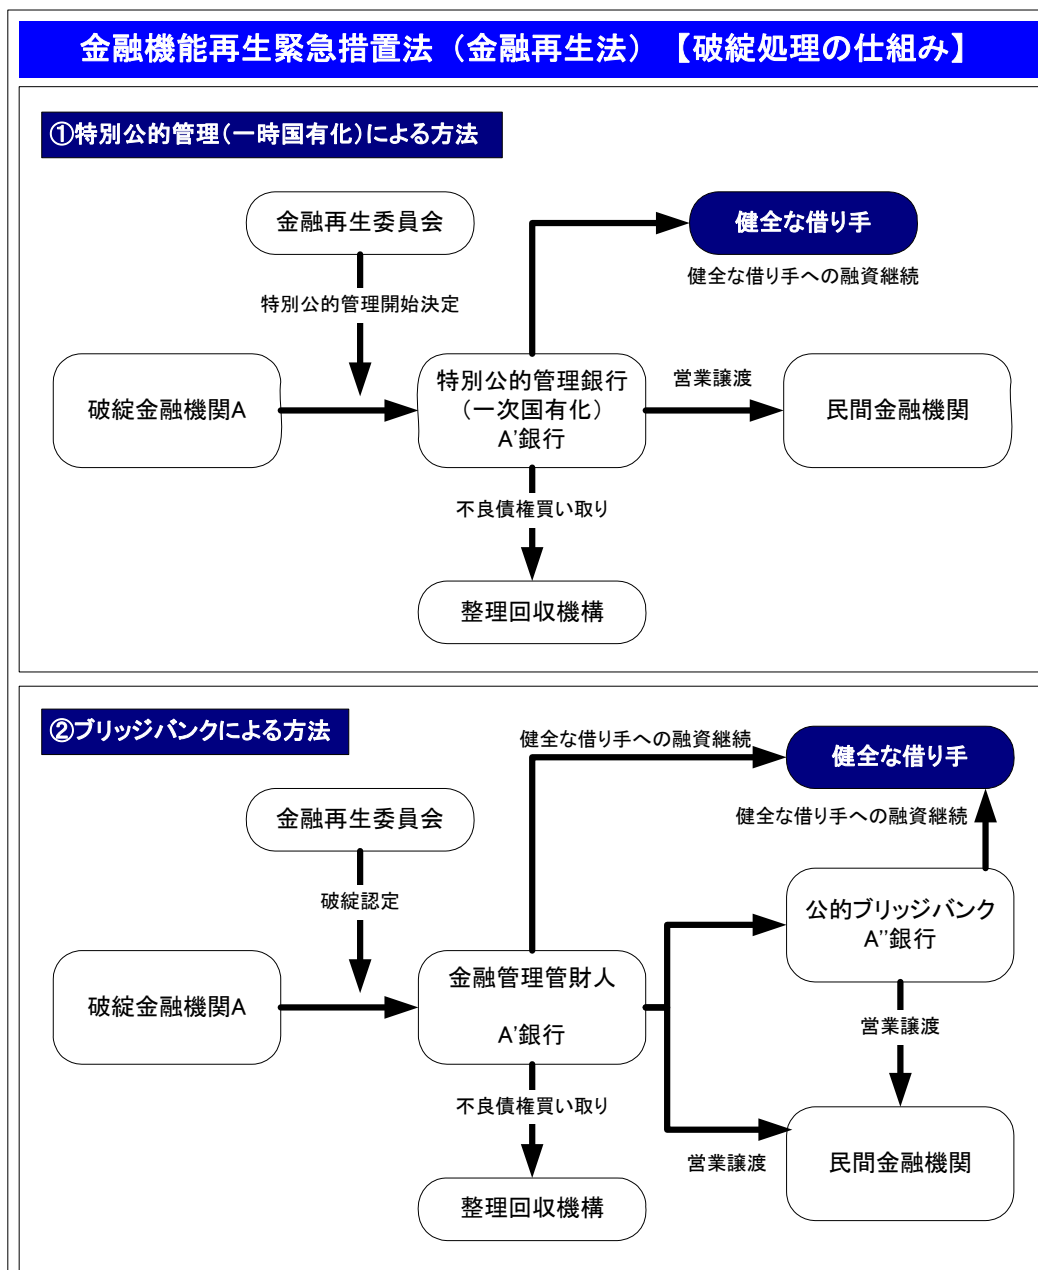 金融機能再生緊急措置法（金融再生法）【破綻処理の仕組み】
①特別公的管理（一時国有化）による方法
金融再生委員会
健全な借り手
健全な借り手への融資継続
特別公的管理開始決定
破綻金融機関A
特別公的管理銀行
（一次国有化）
A'銀行
営業譲渡
民間金融機関
不良債権買い取り
整理回収機構
②ブリッジバンクによる方法
健全な借り手への融資継続
健全な借り手
金融再生委員会
健全な借り手への融資継続
破綻認定
公的ブリッジバンク
A''銀行
破綻金融機関A
金融管理管財人
A'銀行
営業譲渡
不良債権買い取り
営業譲渡
民間金融機関
整理回収機構